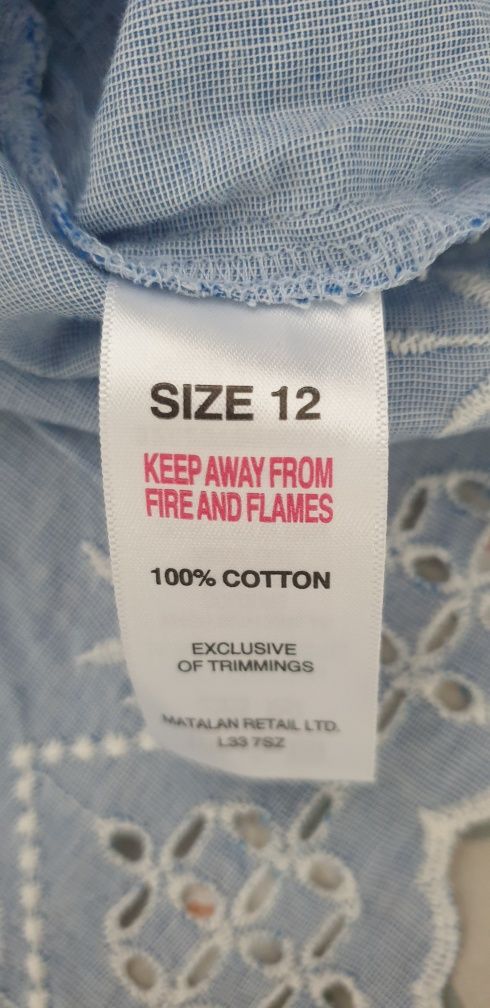 SIZE 12
KEEP AWAY FROM
FIRE AND FLAMES
100% COTTON
EXCLUSIVE
OF TRIMMINGS
MATALAN RETAIL LTD.
L33 7SZ